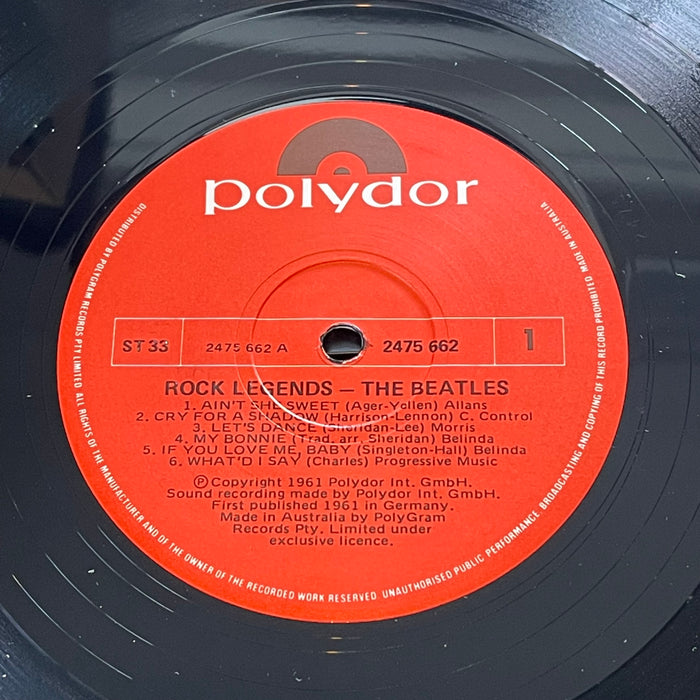 polydor
ST 33 2475 662 A 2475 662 1
ROCK LEGENDS – THE BEATLES
1. AIN'T SHE SWEET (Ager-Yellen) Allans
2. CRY FOR A SHADOW (Harrison-Lennon) C. Control
3. LET'S DANCE (Sheridan-Lee) Morris
4. MY BONNIE (Trad. arr. Sheridan) Belinda
5. IF YOU LOVE ME, BABY (Singleton-Hall) Belinda
6. WHAT'D I SAY (Charles) Progressive Music
Ⓟ Copyright 1961 Polydor Int. GmbH.
Sound recording made by Polydor Int. GmbH.
First published 1961 in Germany.
Made in Australia by PolyGram
Records Pty. Limited under
exclusive licence.
DISTRIBUTED BY POLYGRAM RECORDS PTY LIMITED. ALL RIGHTS OF THE MANUFACTURER AND OF THE OWNER OF THE RECORDED WORK RESERVED. UNAUTHORISED PUBLIC PERFORMANCE, BROADCASTING AND COPYING OF THIS RECORD PROHIBITED MADE IN AUSTRALIA